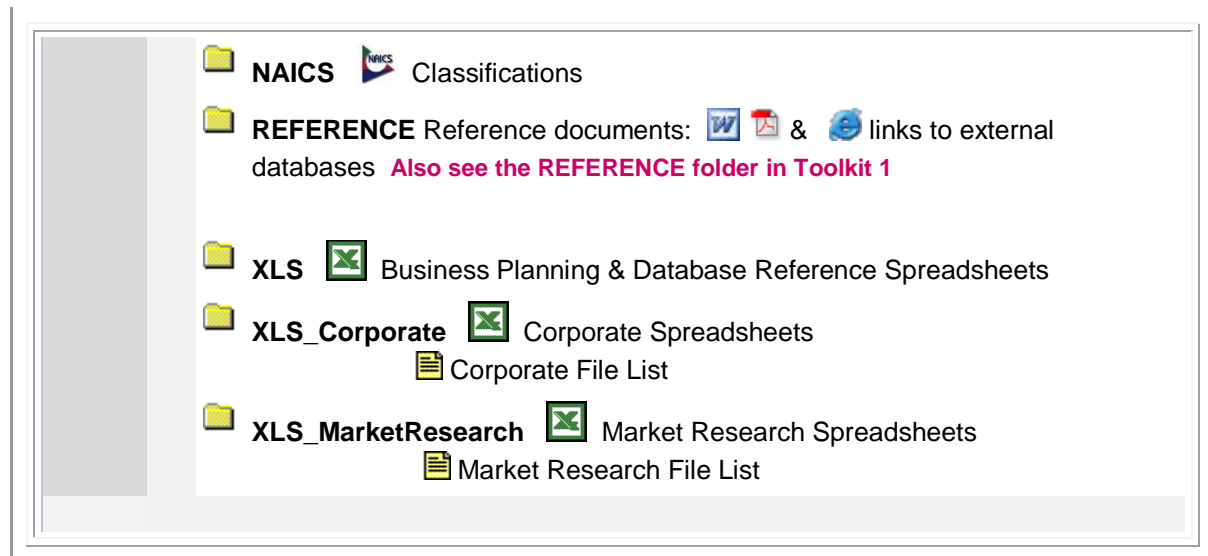 NAICS NAICS Classifications
REFERENCE Reference documents: W & e links to external
databases Also see the REFERENCE folder in Toolkit 1
XLS X Business Planning & Database Reference Spreadsheets
XLS_Corporate X Corporate Spreadsheets
Corporate File List
XLS_MarketResearch X Market Research Spreadsheets
Market Research File List